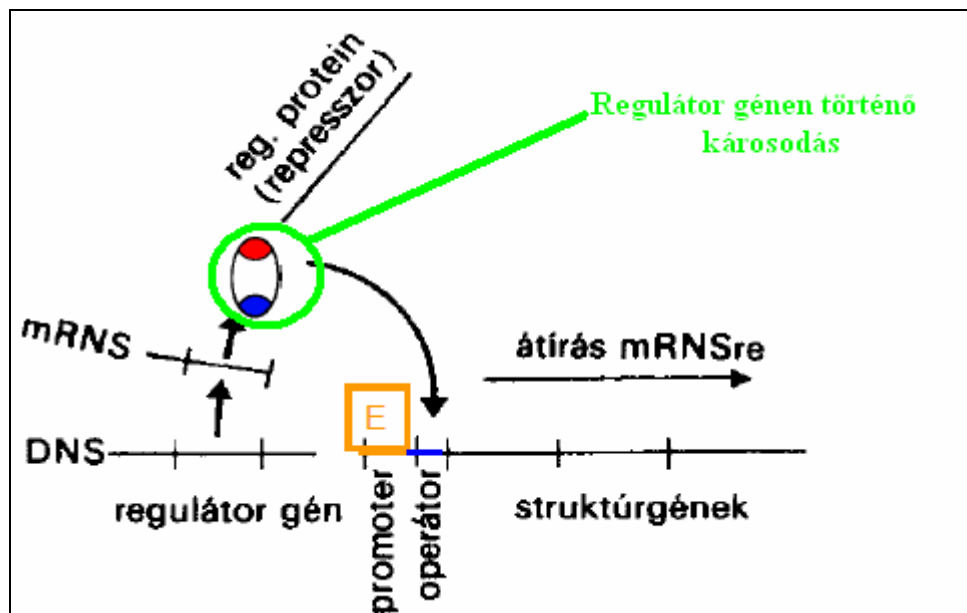 reg. protein
(represszor)
Regulátor génen történő
károsodás
mRNS
átírás mRNSre
E
DNS
regulátor gén
promoter
operátor
struktúrgének